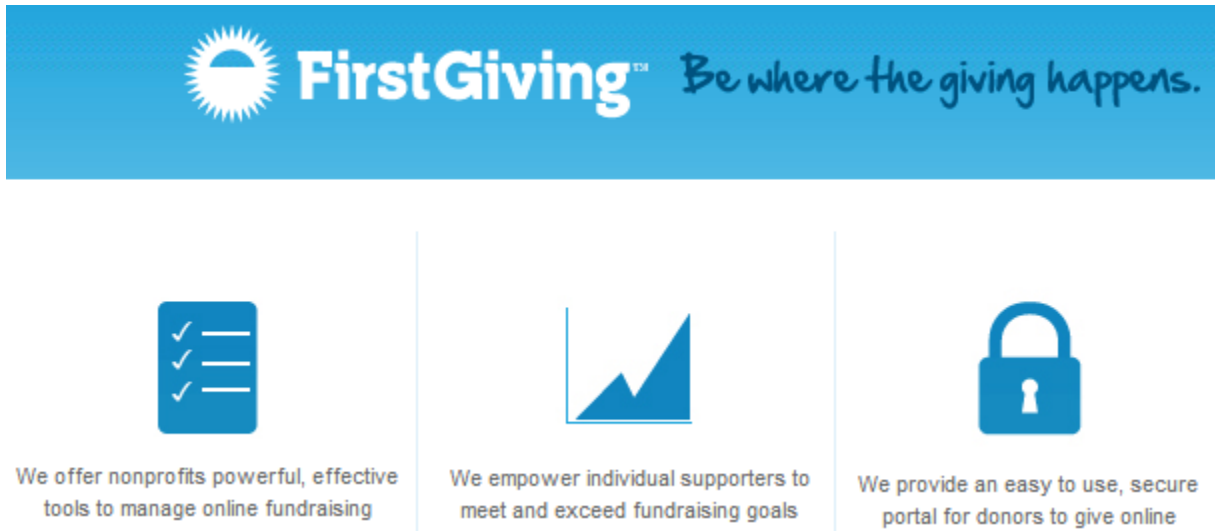 FirstGiving™ Be where the giving happens.
We offer nonprofits powerful, effective
tools to manage online fundraising
We empower individual supporters to
meet and exceed fundraising goals
We provide an easy to use, secure
portal for donors to give online